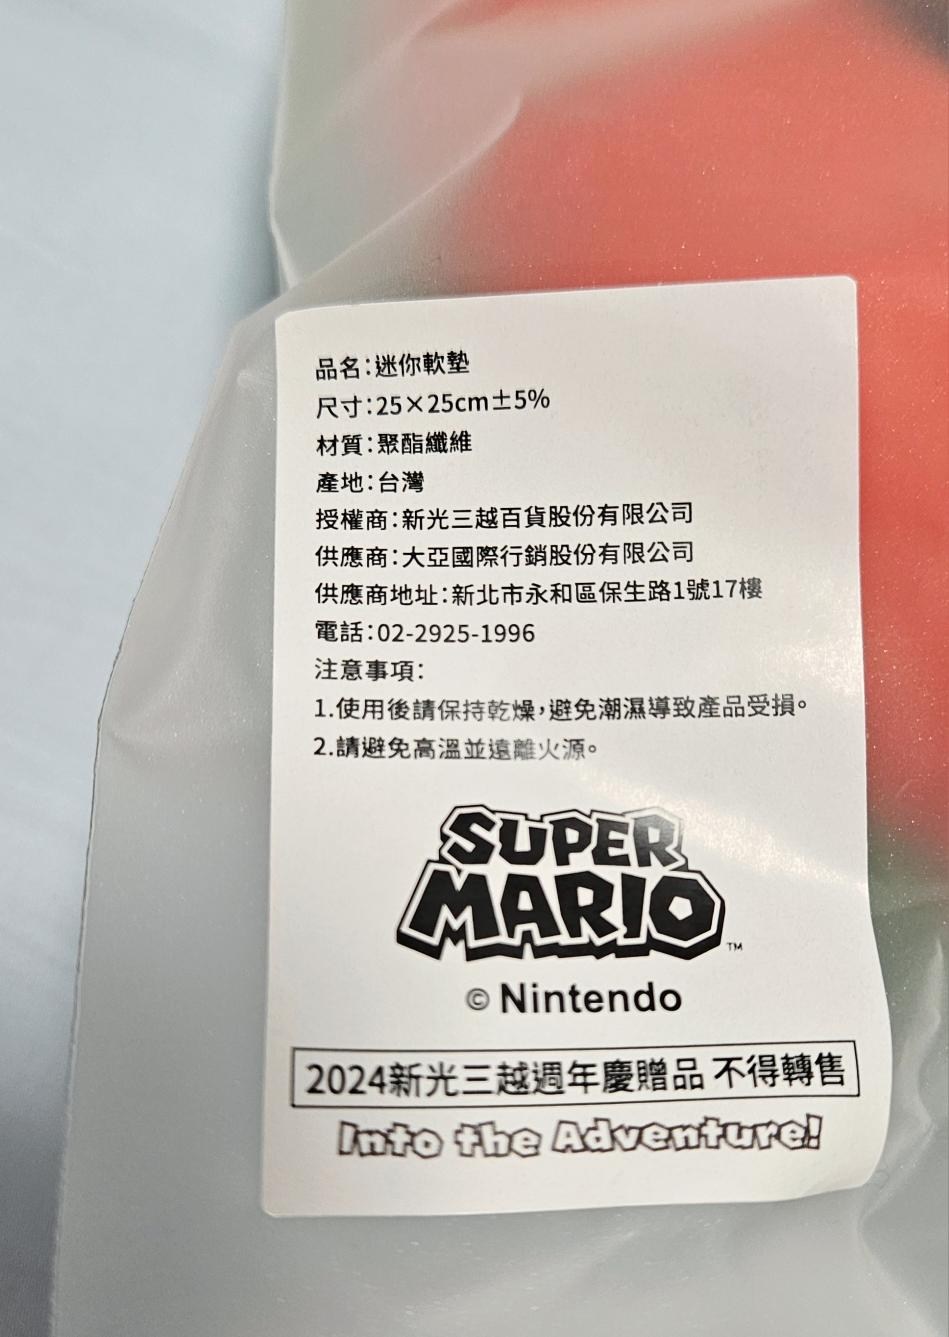 品名:迷你軟墊
尺寸:25×25cm±5%
材質:聚酯纖維
產地:台灣
授權商:新光三越百貨股份有限公司
供應商:大亞國際行銷股份有限公司
供應商地址:新北市永和區保生路1號17樓
電話:02-2925-1996
注意事項:
1.使用後請保持乾燥,避免潮濕導致產品受損。
2.請避免高溫並遠離火源。
SUPER
MARIO™
© Nintendo
2024新光三越週年慶贈品 不得轉售
Into the Adventure!